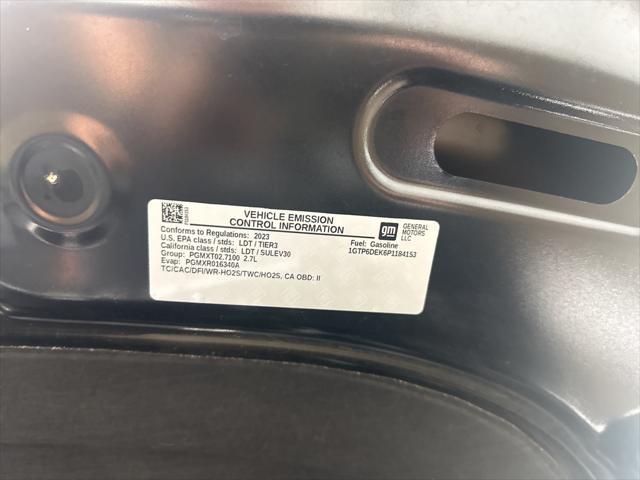 VEHICLE EMISSION
CONTROL INFORMATION
gm GENERAL MOTORS LLC
Conforms to Regulations: 2023
Fuel: Gasoline
U.S. EPA class / stds: LDT / TIER3
1GTP6DEK6P1184153
California class / stds: LDT / SULEV30
Group: PGMXT02.7100 2.7L
Evap: PGMXR016340A
TC/CAC/DFI/WR-HO2S/TWC/HO2S, CA OBD: II